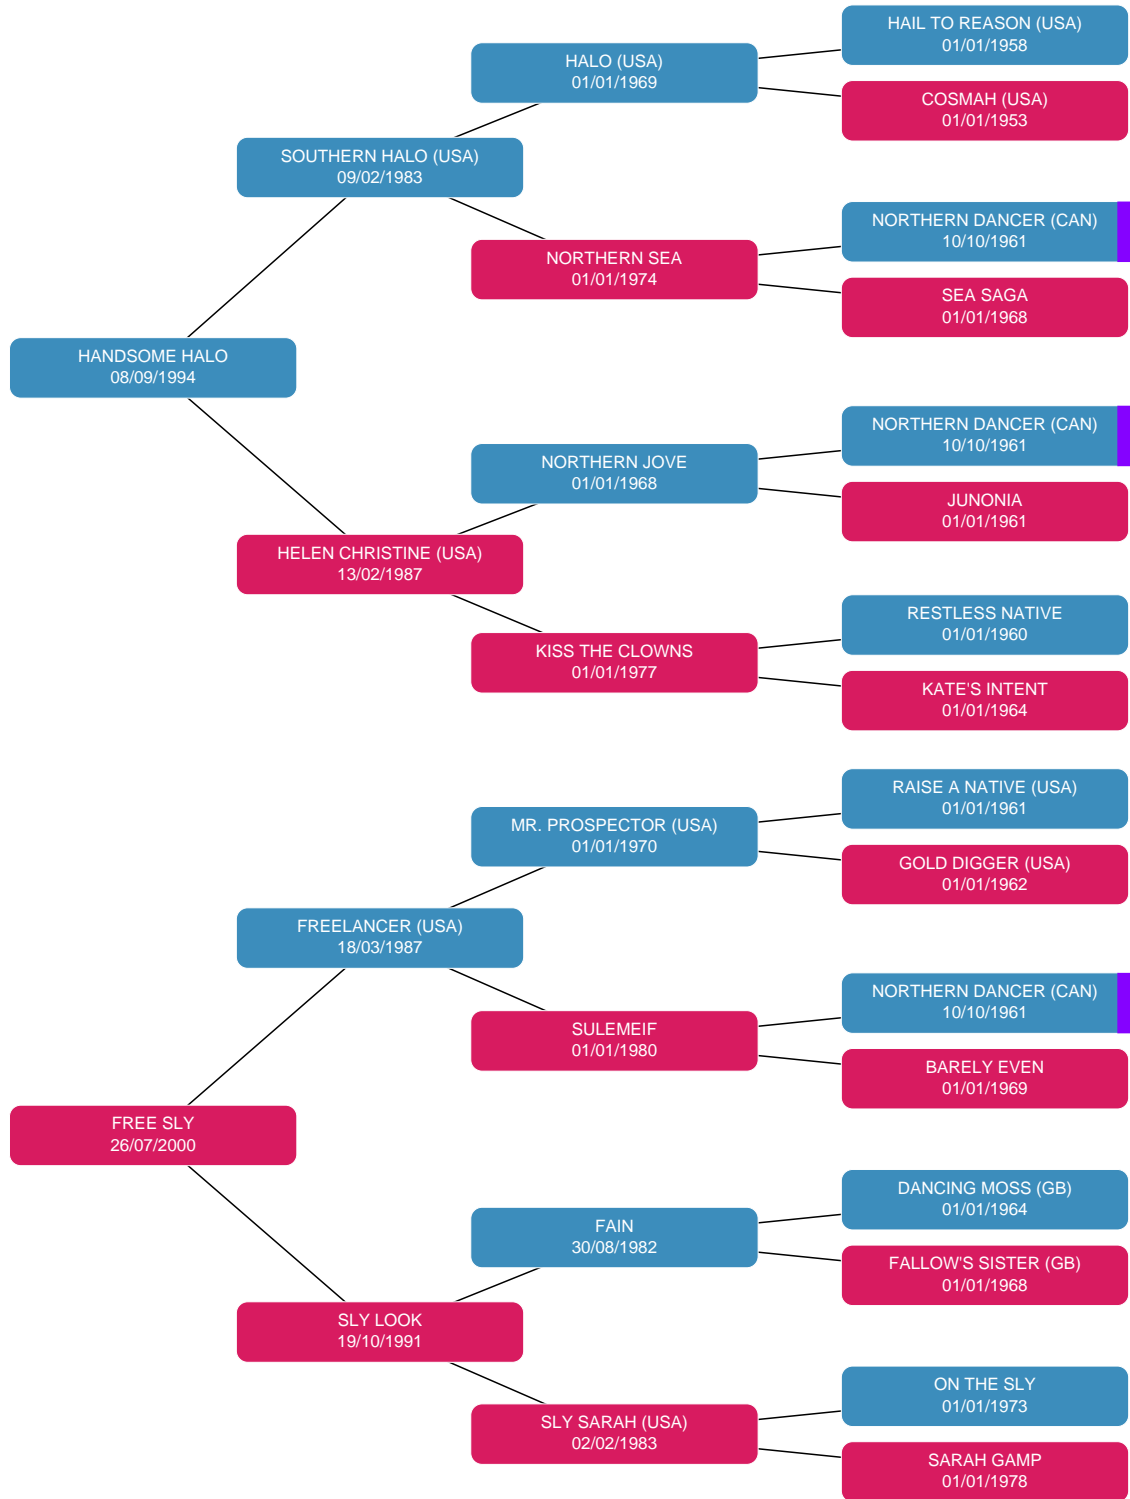 HAIL TO REASON (USA)
01/01/1958
HALO (USA)
01/01/1969
COSMAH (USA)
01/01/1953
SOUTHERN HALO (USA)
09/02/1983
NORTHERN DANCER (CAN)
10/10/1961
NORTHERN SEA
01/01/1974
SEA SAGA
01/01/1968
HANDSOME HALO
08/09/1994
NORTHERN DANCER (CAN)
10/10/1961
NORTHERN JOVE
01/01/1968
JUNONIA
01/01/1961
HELEN CHRISTINE (USA)
13/02/1987
RESTLESS NATIVE
01/01/1960
KISS THE CLOWNS
01/01/1977
KATE'S INTENT
01/01/1964
RAISE A NATIVE (USA)
01/01/1961
MR. PROSPECTOR (USA)
01/01/1970
GOLD DIGGER (USA)
01/01/1962
FREELANCER (USA)
18/03/1987
NORTHERN DANCER (CAN)
10/10/1961
SULEMEIF
01/01/1980
BARELY EVEN
01/01/1969
FREE SLY
26/07/2000
DANCING MOSS (GB)
01/01/1964
FAIN
30/08/1982
FALLOW'S SISTER (GB)
01/01/1968
SLY LOOK
19/10/1991
ON THE SLY
01/01/1973
SLY SARAH (USA)
02/02/1983
SARAH GAMP
01/01/1978